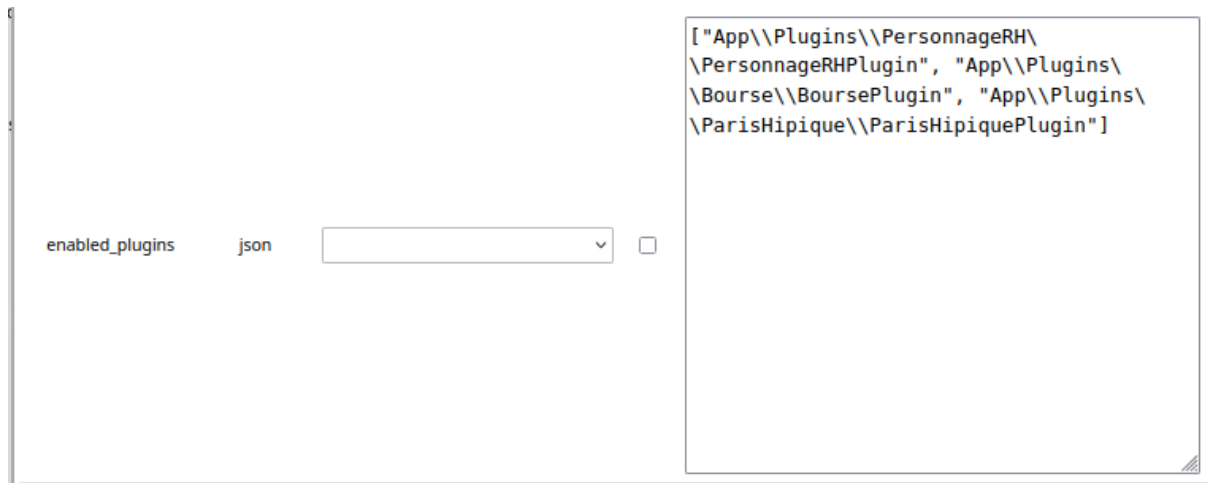 ["App\\Plugins\\PersonnageRH\
\PersonnageRHPlugin", "App\\Plugins\
\Bourse\\BoursePlugin", "App\\Plugins\
\ParisHipique\\ParisHipiquePlugin"]
enabled_plugins json